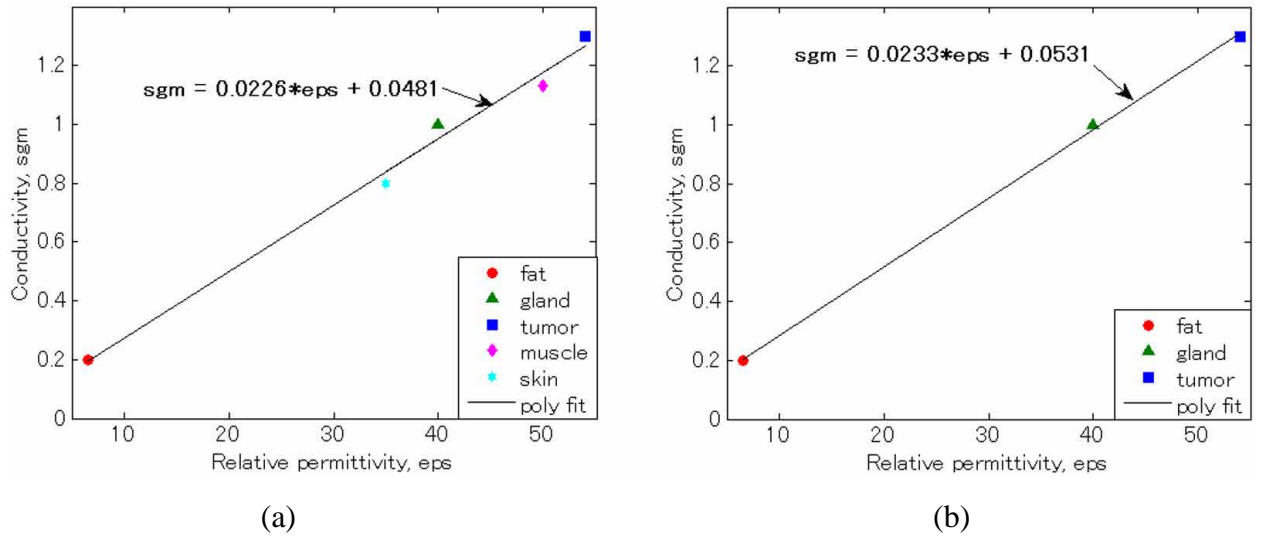 sgm = 0.0226*eps + 0.0481
Conductivity, sgm
1.2
1
0.8
0.6
0.4
0.2
0
10 20 30 40 50
Relative permittivity, eps
fat
gland
tumor
muscle
skin
poly fit
(a)
sgm = 0.0233*eps + 0.0531
Conductivity, sgm
1.2
1
0.8
0.6
0.4
0.2
0
10 20 30 40 50
Relative permittivity, eps
fat
gland
tumor
poly fit
(b)